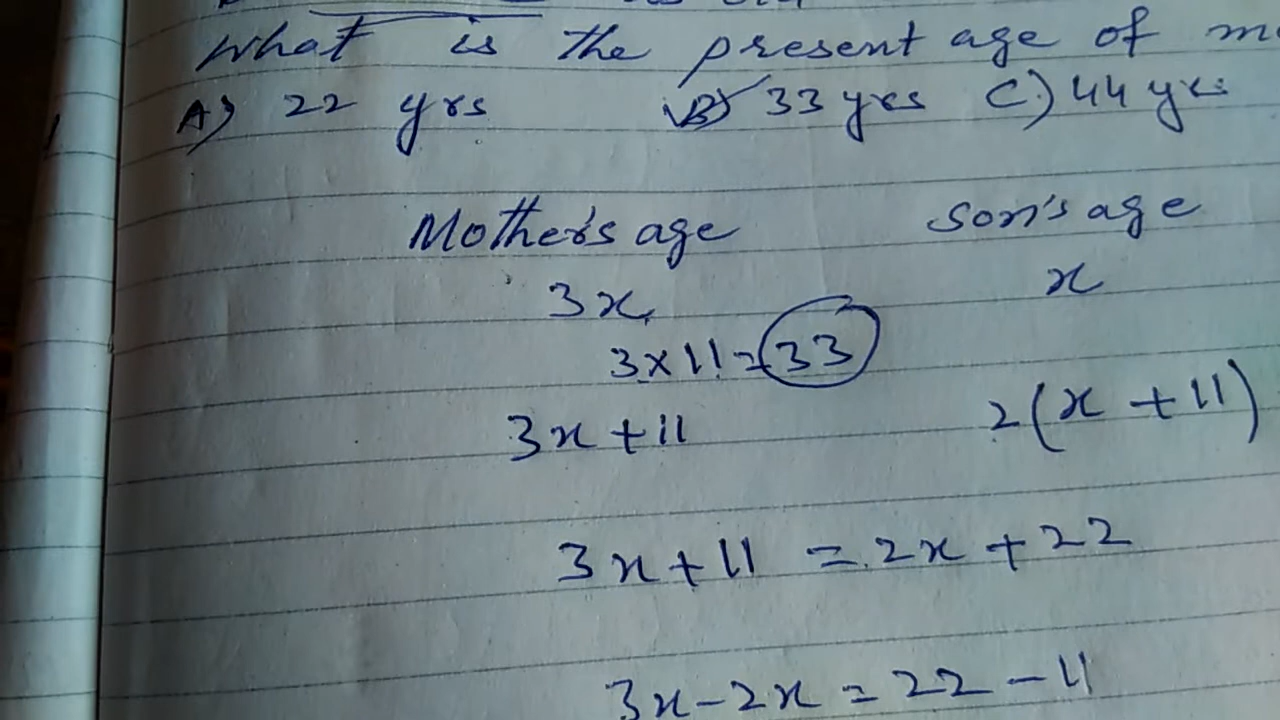 what is the present age of
A) 22 yrs B) 33 yrs C) 44 yrs
Mother's age Son's age
3x x
3x11=33
3x+11 2(x+11)
3x+11 = 2x+22
3x-2x = 22-11